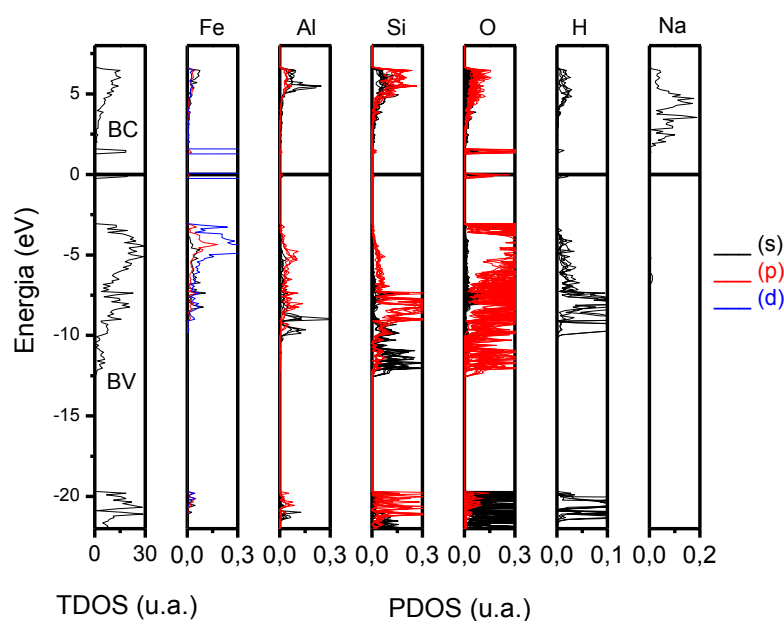 Fe Al Si O H Na
5
BC
0
Energia (eV)
-5
(s)
(p)
(d)
-10
BV
-15
-20
0 30 0,0 0,3 0,0 0,3 0,0 0,3 0,0 0,3 0,0 0,1 0,0 0,2
TDOS (u.a.) PDOS (u.a.)